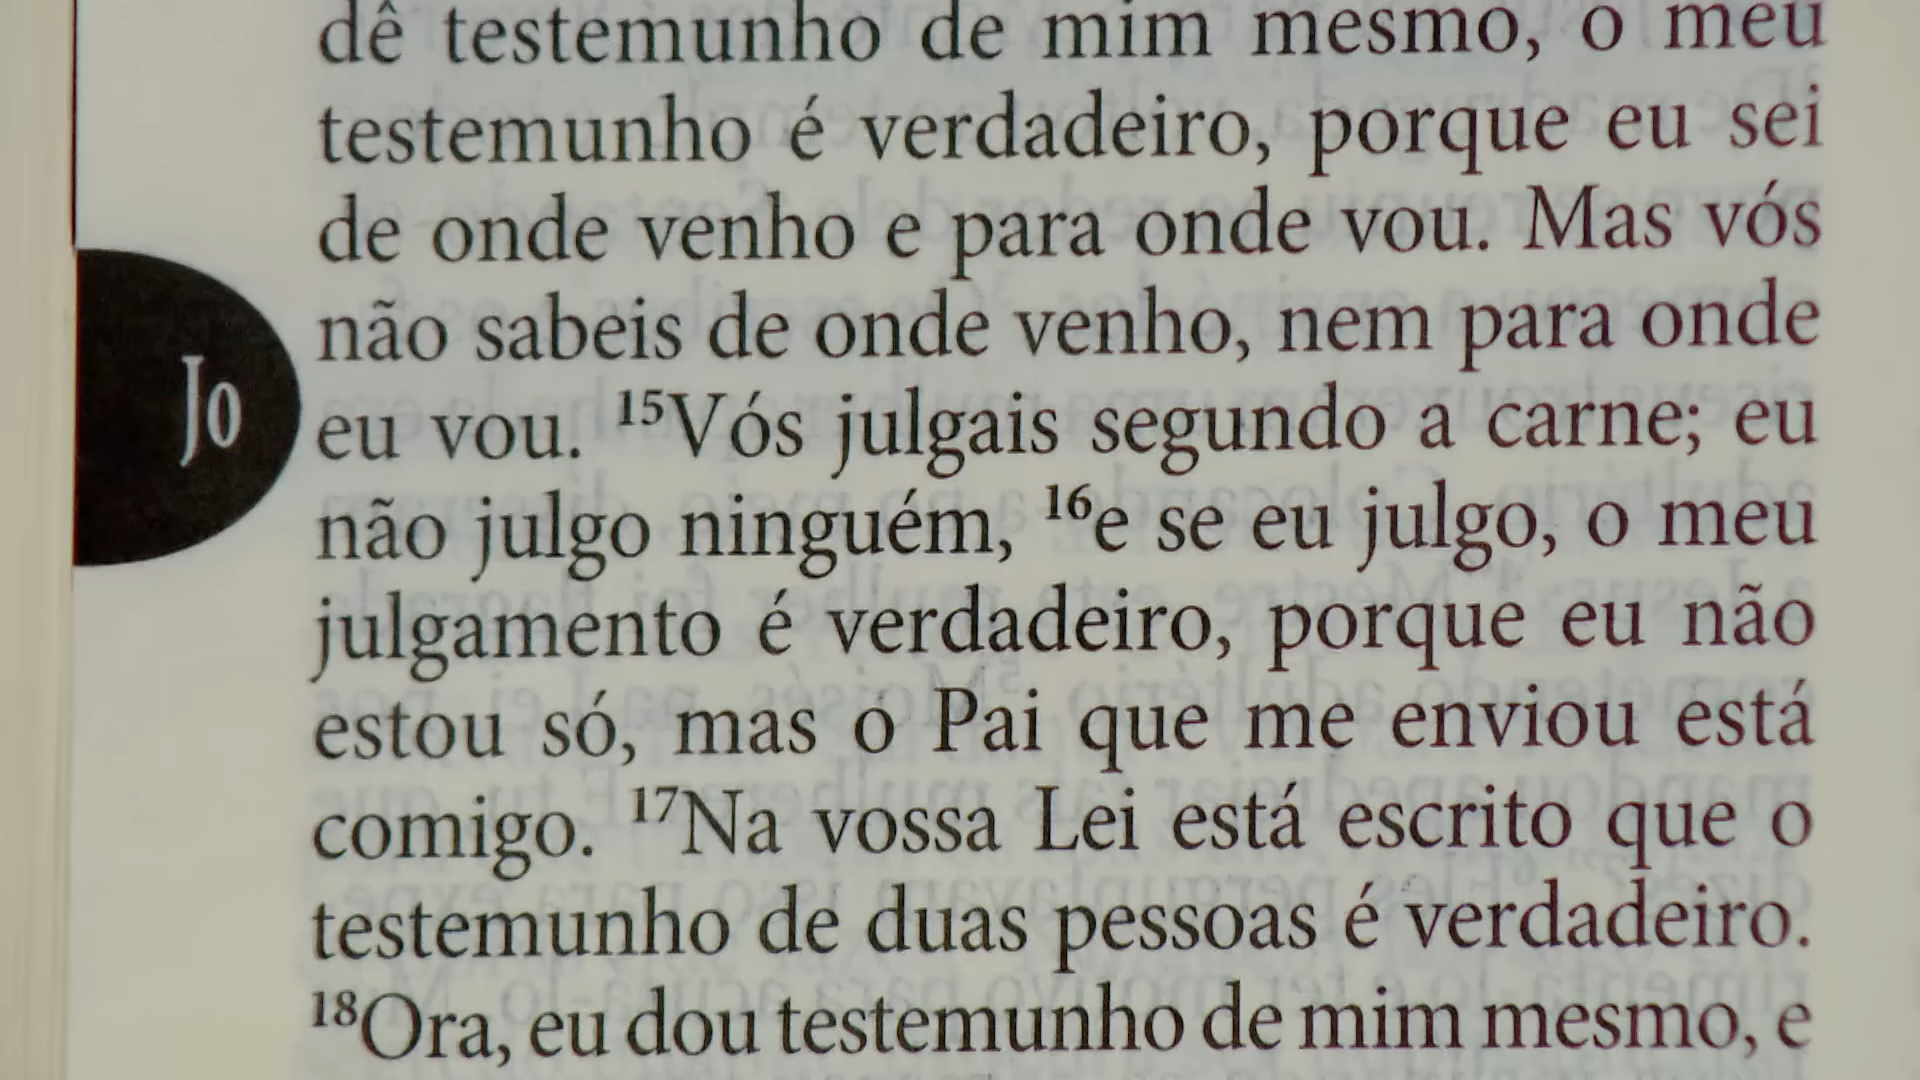 dê testemunho de mim mesmo, o meu
testemunho é verdadeiro, porque eu sei
de onde venho e para onde vou. Mas vós
não sabeis de onde venho, nem para onde
Jo
eu vou. ¹⁵Vós julgais segundo a carne; eu
não julgo ninguém, ¹⁶e se eu julgo, o meu
julgamento é verdadeiro, porque eu não
estou só, mas o Pai que me enviou está
comigo. ¹⁷Na vossa Lei está escrito que o
testemunho de duas pessoas é verdadeiro.
¹⁸Ora, eu dou testemunho de mim mesmo, e